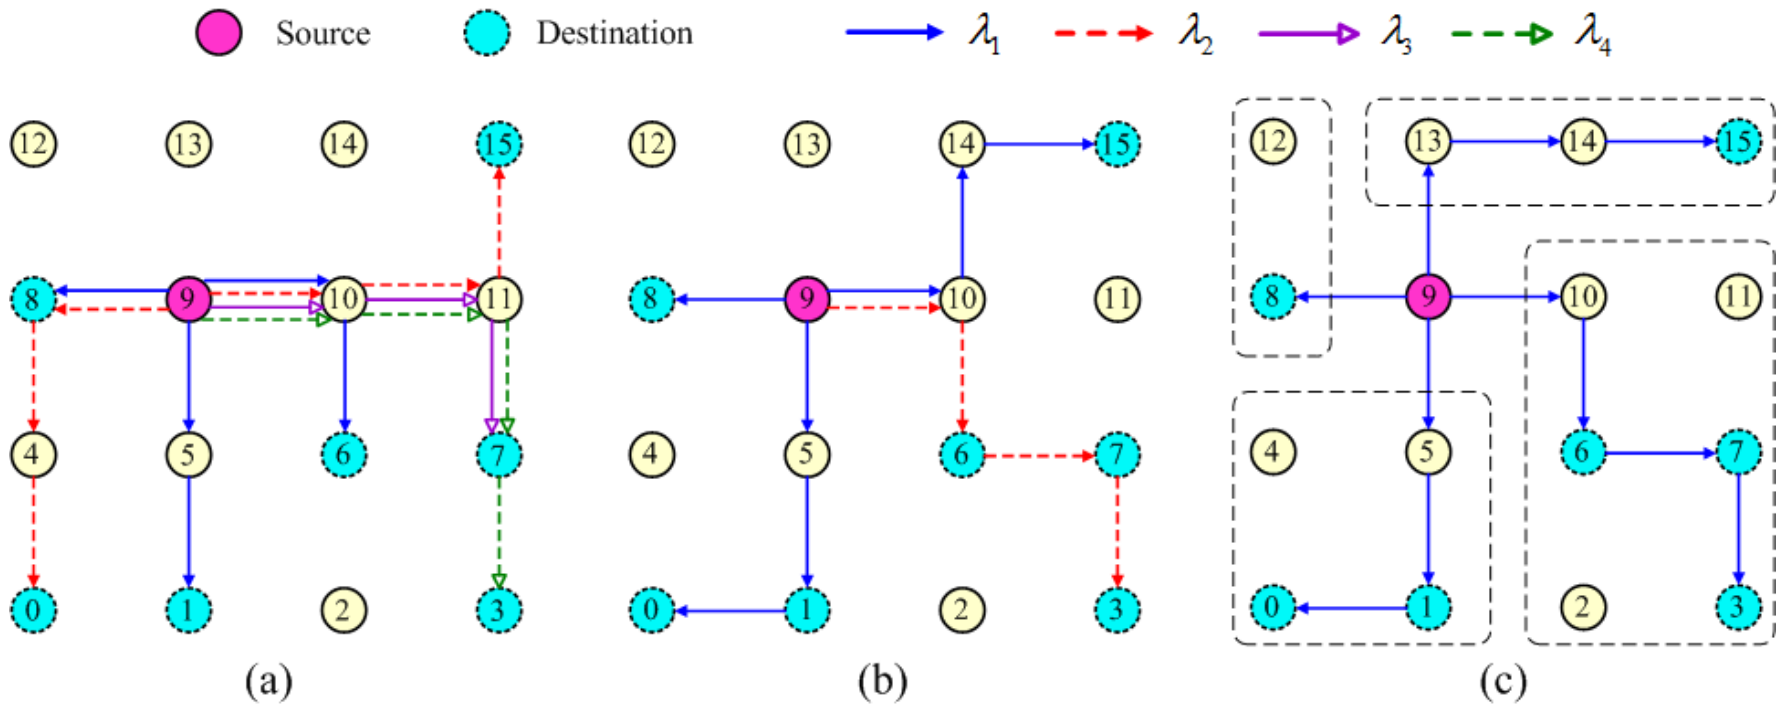 Source Destination λ1 λ2 λ3 λ4
12 13 14 15 12 13 14 15 12 13 14 15
8 9 10 11 8 9 10 11 8 9 10 11
4 5 6 7 4 5 6 7 4 5 6 7
0 1 2 3 0 1 2 3 0 1 2 3
(a) (b) (c)